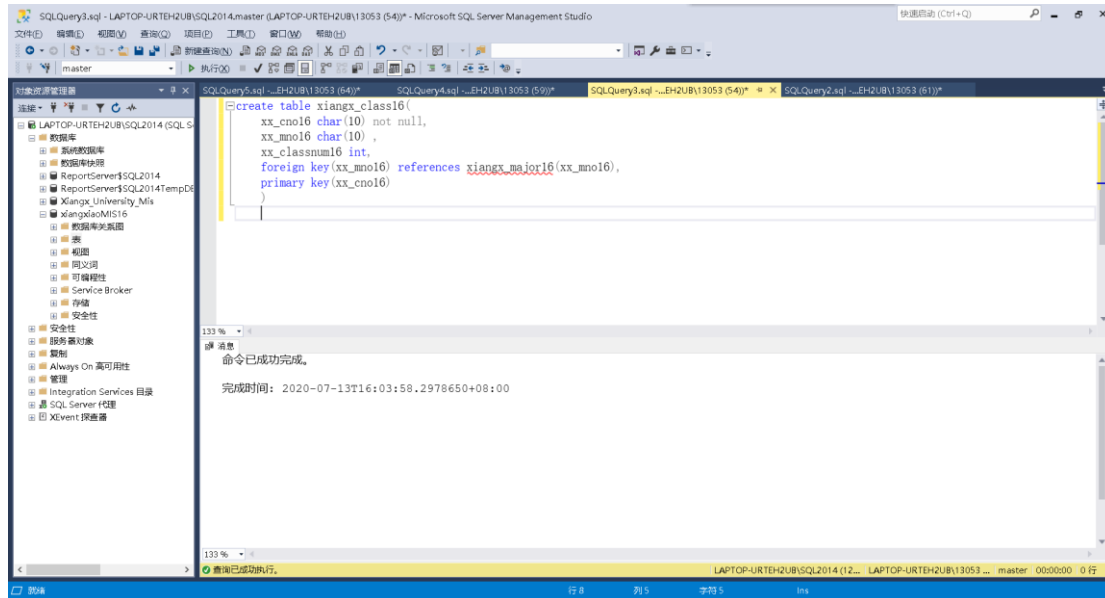 SQLQuery3.sql - LAPTOP-URTEH2UB\SQL2014.master (LAPTOP-URTEH2UB\13053 (54))* - Microsoft SQL Server Management Studio
快速启动 (Ctrl+Q)
文件(F) 编辑(E) 视图(V) 查询(Q) 项目(P) 工具(T) 窗口(W) 帮助(H)
新建查询(N)
master 执行(X)
对象资源管理器
连接
LAPTOP-URTEH2UB\SQL2014 (SQL S
数据库
系统数据库
数据库快照
ReportServer$SQL2014
ReportServer$SQL2014TempDE
Xiangx_University_Mis
xiangxiaoMIS16
数据库关系图
表
视图
同义词
可编程性
Service Broker
存储
安全性
安全性
服务器对象
复制
Always On 高可用性
管理
Integration Services 目录
SQL Server 代理
XEvent 探查器
SQLQuery5.sql -...EH2UB\13053 (64))* SQLQuery4.sql -...EH2UB\13053 (59))* SQLQuery3.sql -...EH2UB\13053 (54))* SQLQuery2.sql -...EH2UB\13053 (61))*
create table xiangx_class16(
xx_cno16 char(10) not null,
xx_mno16 char(10) ,
xx_classnum16 int,
foreign key(xx_mno16) references xiangx_major16(xx_mno16),
primary key(xx_cno16)
)
133 %
消息
命令已成功完成。
完成时间: 2020-07-13T16:03:58.2978650+08:00
133 %
查询已成功执行。 LAPTOP-URTEH2UB\SQL2014 (12... LAPTOP-URTEH2UB\13053 ... master 00:00:00 0 行
就绪 行 8 列 5 字符 5 Ins